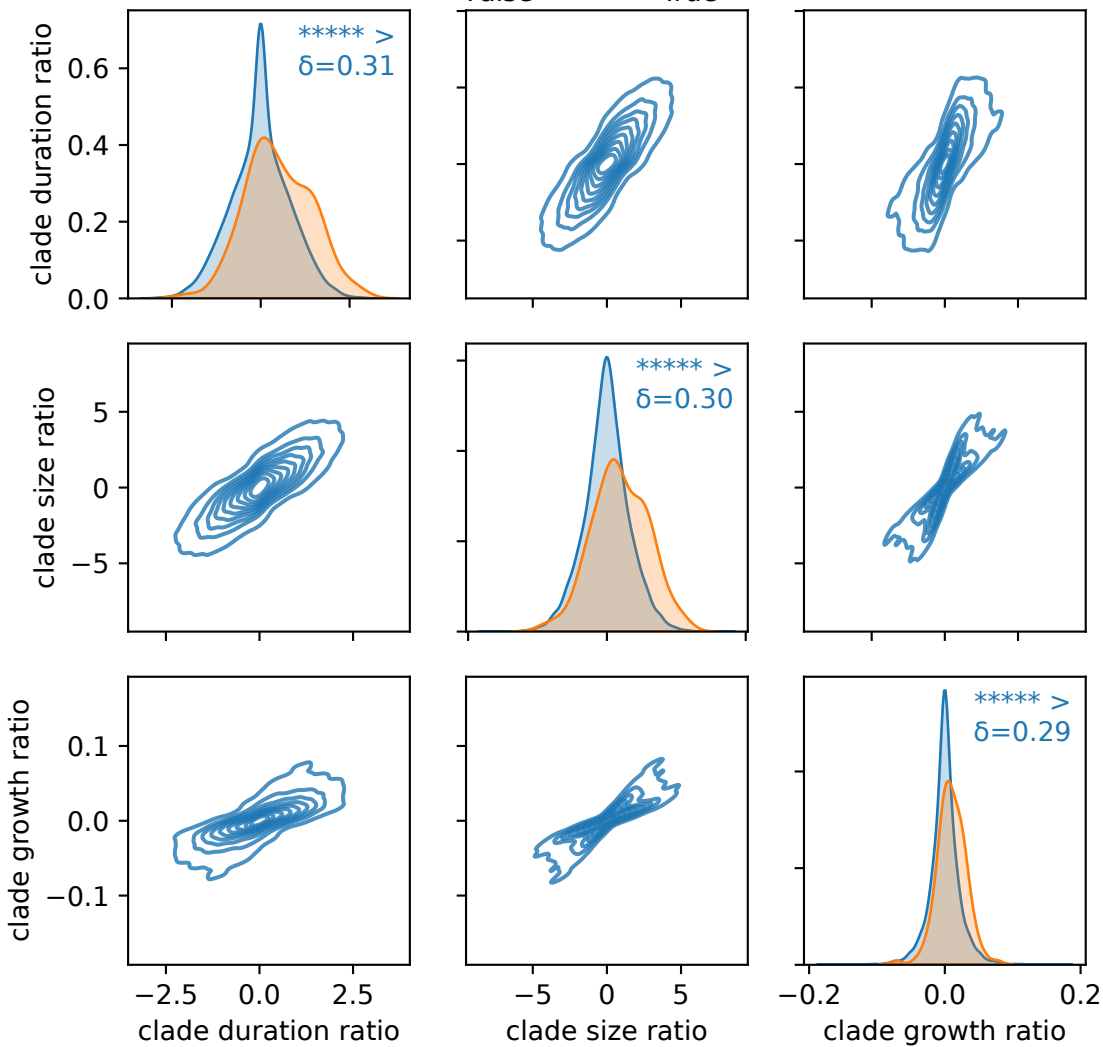 ***** >
δ=0.31
0.6
0.4
0.2
0.0
clade duration ratio
***** >
δ=0.30
5
0
−5
clade size ratio
***** >
δ=0.29
0.1
0.0
−0.1
clade growth ratio
−2.5 0.0 2.5
−5 0 5
−0.2 0.0 0.2
clade duration ratio
clade size ratio
clade growth ratio